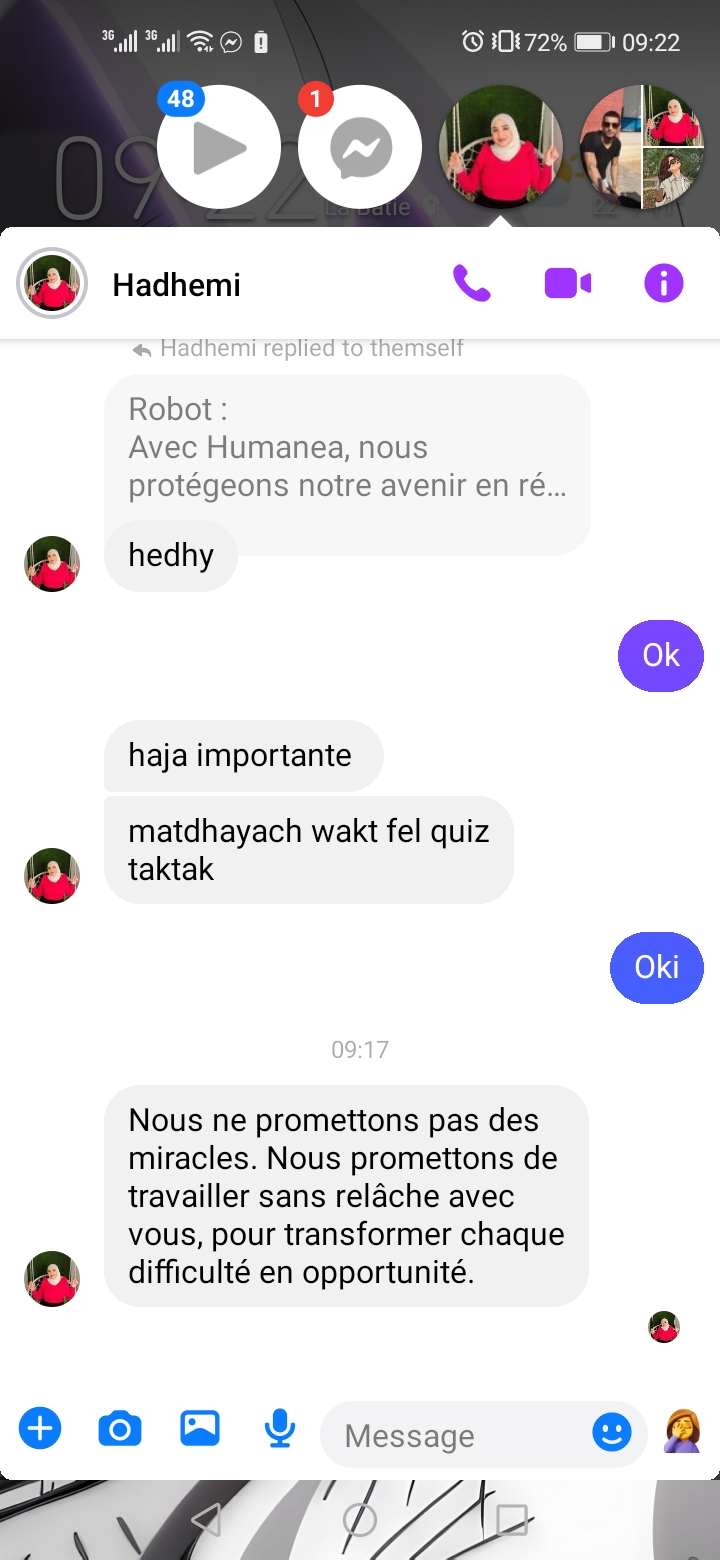 3G 3G 72% 09:22
48 1
09 22
La Bâtie
Hadhemi
Hadhemi replied to themself
Robot :
Avec Humanea, nous
protégeons notre avenir en ré...
hedhy
Ok
haja importante
matdhayach wakt fel quiz
taktak
Oki
09:17
Nous ne promettons pas des
miracles. Nous promettons de
travailler sans relâche avec
vous, pour transformer chaque
difficulté en opportunité.
Message